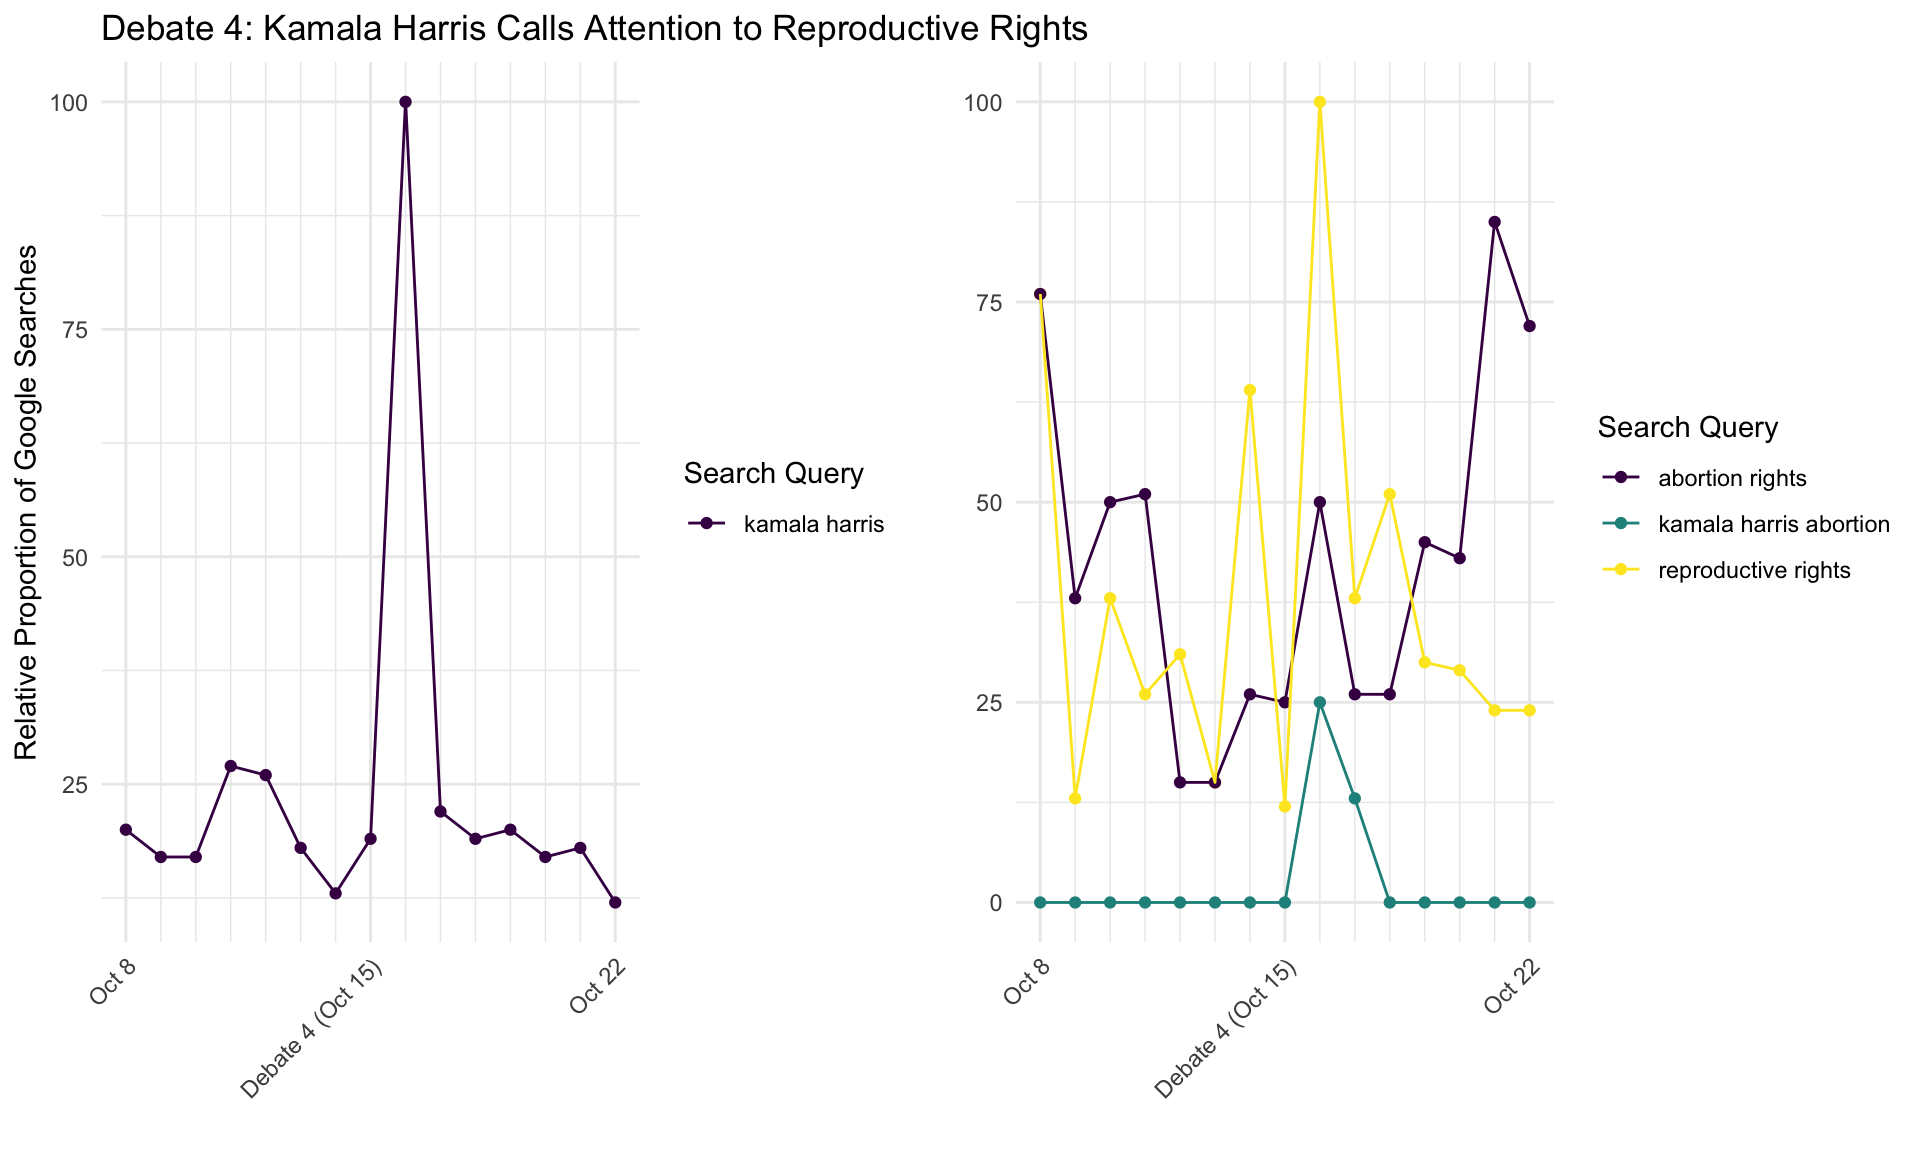 Debate 4: Kamala Harris Calls Attention to Reproductive Rights
Relative Proportion of Google Searches
100
75
50
25
Oct 8
Debate 4 (Oct 15)
Oct 22
Search Query
kamala harris
100
75
50
25
0
Oct 8
Debate 4 (Oct 15)
Oct 22
Search Query
abortion rights
kamala harris abortion
reproductive rights